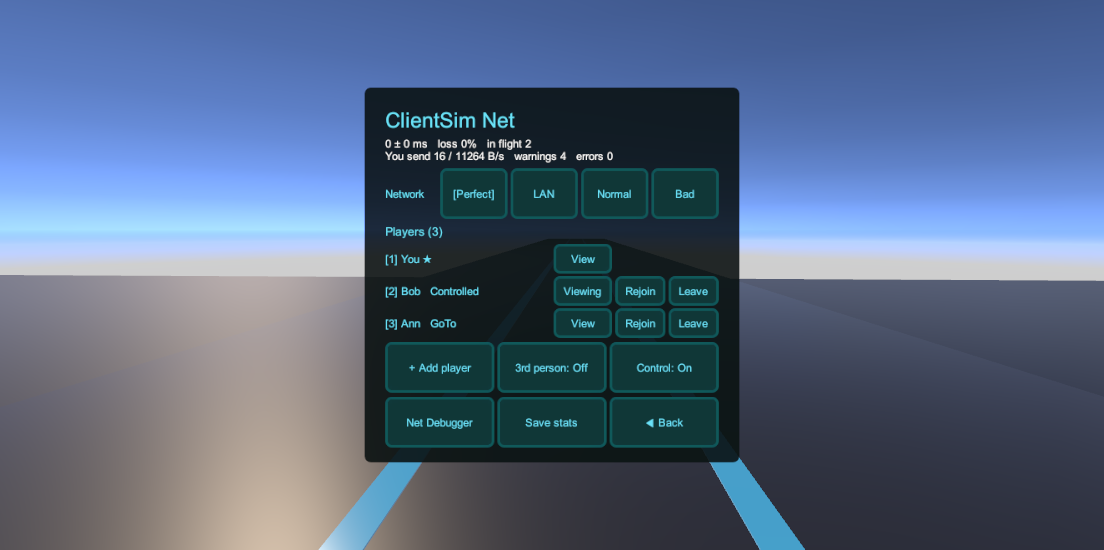 ClientSim Net
0 ± 0 ms loss 0% in flight 2
You send 16 / 11264 B/s warnings 4 errors 0
Network [Perfect] LAN Normal Bad
Players (3)
[1] You ★ View
[2] Bob Controlled Viewing Rejoin Leave
[3] Ann GoTo View Rejoin Leave
+ Add player 3rd person: Off Control: On
Net Debugger Save stats ◀ Back